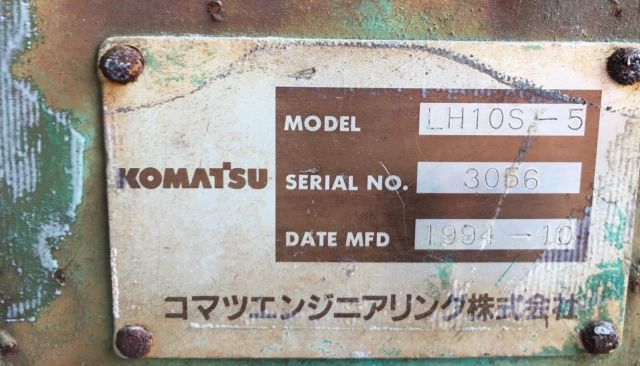 MODEL LH10S-5
KOMATSU
SERIAL NO. 3056
DATE MFD 1994-10
コマツエンジニアリング株式会社